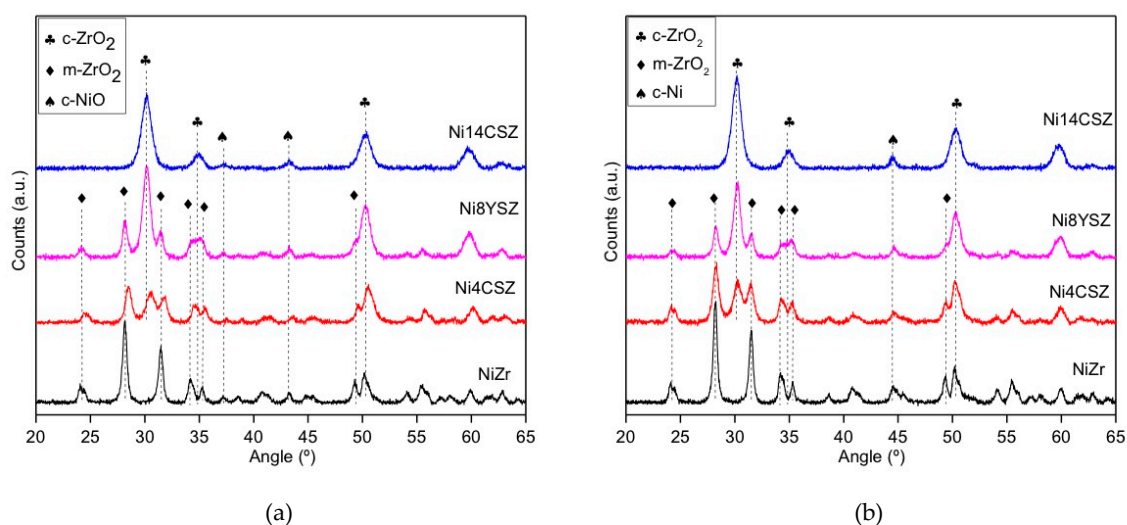 ♣ c-ZrO2
♦ m-ZrO2
♠ c-NiO
Ni14CSZ
Ni8YSZ
Ni4CSZ
NiZr
Counts (a.u.)
20 25 30 35 40 45 50 55 60 65
Angle (º)
(a)
♣ c-ZrO₂
♦ m-ZrO₂
♠ c-Ni
Ni14CSZ
Ni8YSZ
Ni4CSZ
NiZr
Counts (a.u.)
20 25 30 35 40 45 50 55 60 65
Angle (º)
(b)